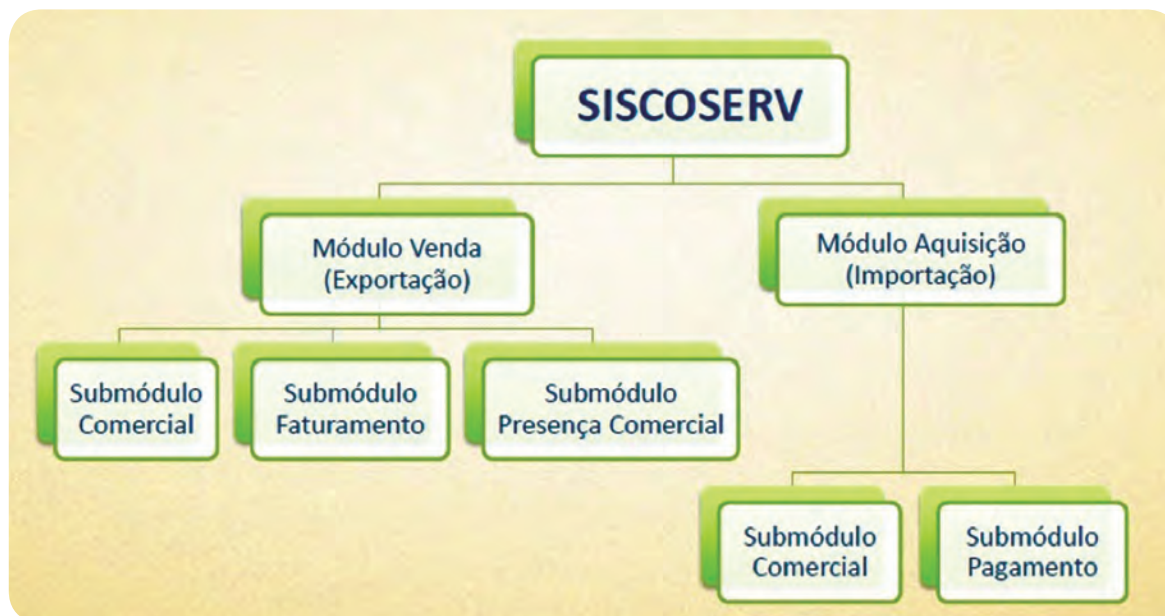 SISCOSERV
Módulo Venda
(Exportação)
Módulo Aquisição
(Importação)
Submódulo
Comercial
Submódulo
Faturamento
Submódulo
Presença Comercial
Submódulo
Comercial
Submódulo
Pagamento